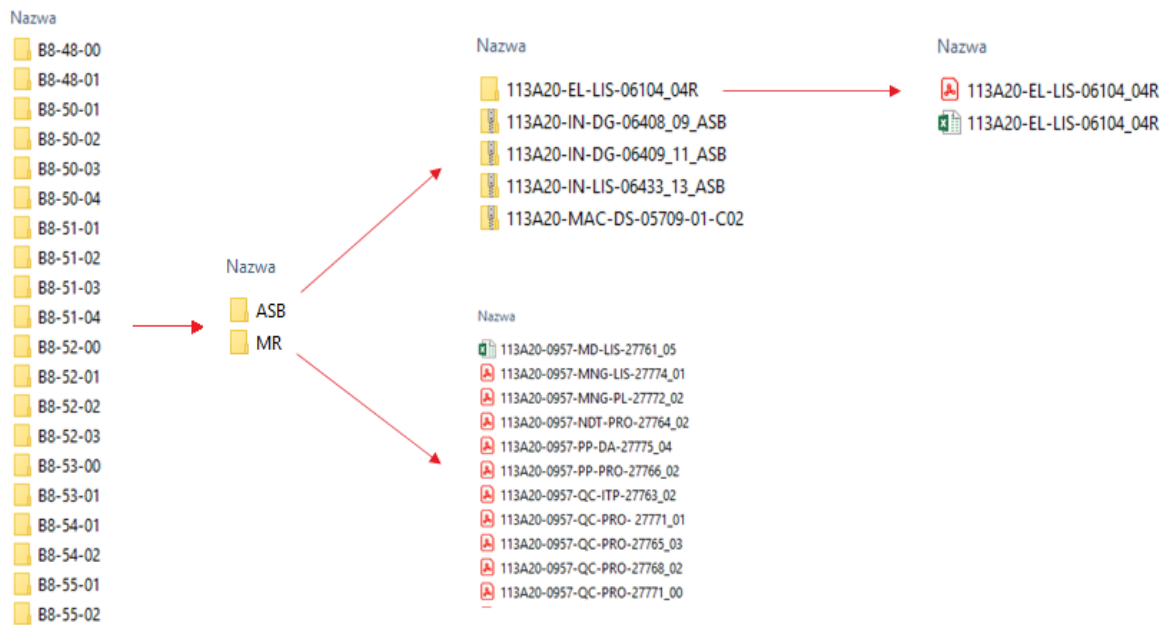 Nazwa
B8-48-00
B8-48-01
B8-50-01
B8-50-02
B8-50-03
B8-50-04
B8-51-01
B8-51-02
B8-51-03
B8-51-04
B8-52-00
B8-52-01
B8-52-02
B8-52-03
B8-53-00
B8-53-01
B8-54-01
B8-54-02
B8-55-01
B8-55-02
Nazwa
ASB
MR
Nazwa
113A20-EL-LIS-06104_04R
113A20-IN-DG-06408_09_ASB
113A20-IN-DG-06409_11_ASB
113A20-IN-LIS-06433_13_ASB
113A20-MAC-DS-05709-01-C02
Nazwa
113A20-EL-LIS-06104_04R
113A20-EL-LIS-06104_04R
Nazwa
113A20-0957-MD-LIS-27761_05
113A20-0957-MNG-LIS-27774_01
113A20-0957-MNG-PL-27772_02
113A20-0957-NDT-PRO-27764_02
113A20-0957-PP-DA-27775_04
113A20-0957-PP-PRO-27766_02
113A20-0957-QC-ITP-27763_02
113A20-0957-QC-PRO- 27771_01
113A20-0957-QC-PRO-27765_03
113A20-0957-QC-PRO-27768_02
113A20-0957-QC-PRO-27771_00